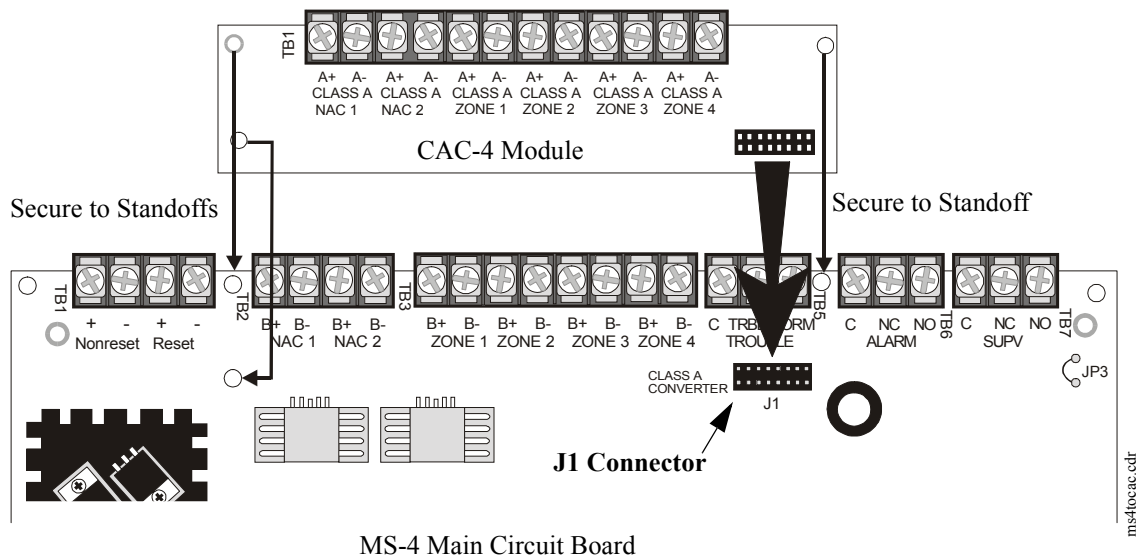 TB1
A+ A- A+ A- A+ A- A+ A- A+ A- A+ A-
CLASS A CLASS A CLASS A CLASS A CLASS A CLASS A
NAC 1 NAC 2 ZONE 1 ZONE 2 ZONE 3 ZONE 4
CAC-4 Module
Secure to Standoffs
Secure to Standoff
TB1 TB2 TB3 TB5 TB6 TB7
+ - + - B+ B- B+ B- B+ B- B+ B- B+ B- B+ B- C TRBL NORM C NC NO C NC NO
Nonreset Reset NAC 1 NAC 2 ZONE 1 ZONE 2 ZONE 3 ZONE 4 TROUBLE ALARM SUPV
JP3
CLASS A
CONVERTER
J1
J1 Connector
MS-4 Main Circuit Board
ms4tocac.cdr